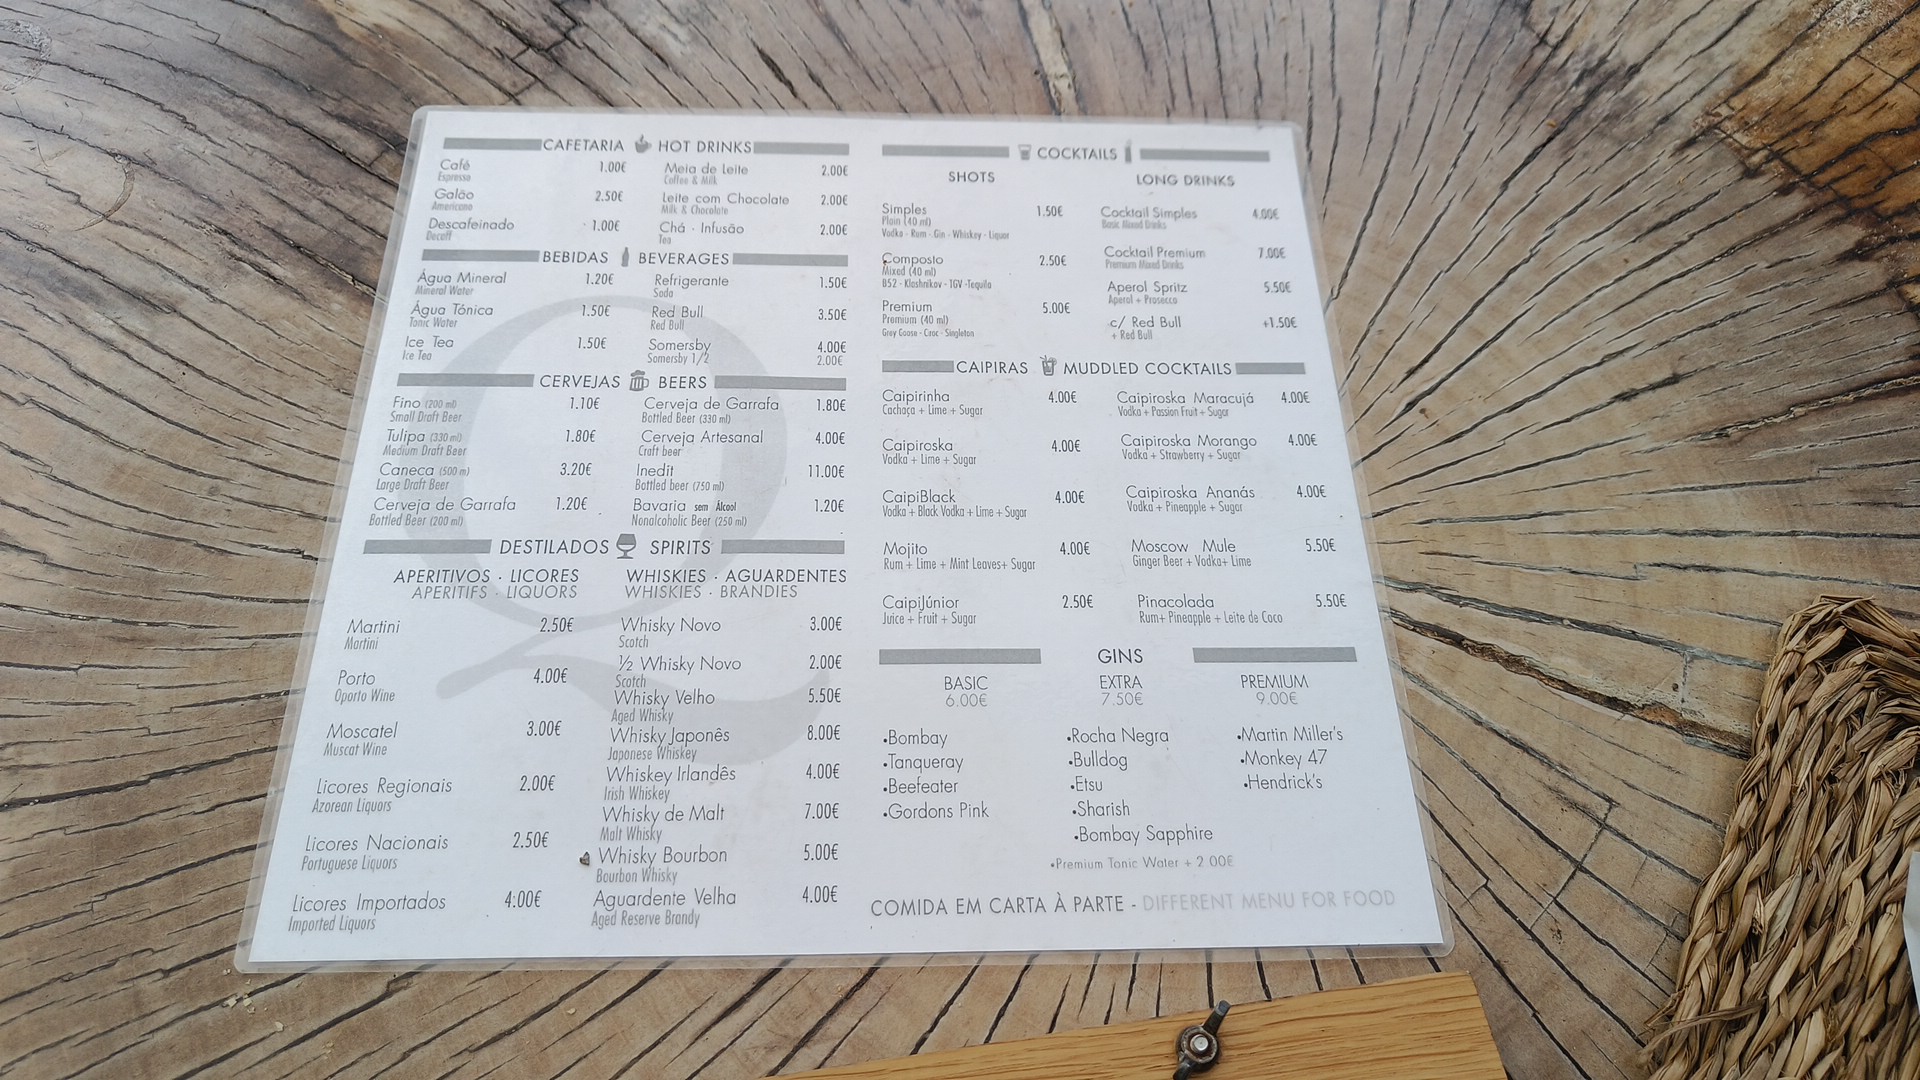 CAFETARIA HOT DRINKS
Café 1.00€
Espresso
Galão 2.50€
Americano
Descafeinado 1.00€
Decaff
Meia de Leite 2.00€
Coffee & Milk
Leite com Chocolate 2.00€
Milk & Chocolate
Chá · Infusão 2.00€
Tea
BEBIDAS BEVERAGES
Água Mineral 1.20€
Mineral Water
Água Tónica 1.50€
Tonic Water
Ice Tea 1.50€
Ice Tea
Refrigerante 1.50€
Soda
Red Bull 3.50€
Red Bull
Somersby 4.00€
Somersby 1/2 2.00€
CERVEJAS BEERS
Fino (200 ml) 1.10€
Small Draft Beer
Tulipa (330 ml) 1.80€
Medium Draft Beer
Caneca (500 m) 3.20€
Large Draft Beer
Cerveja de Garrafa 1.20€
Bottled Beer (200 ml)
Cerveja de Garrafa 1.80€
Bottled Beer (330 ml)
Cerveja Artesanal 4.00€
Craft beer
Inedit 11.00€
Bottled beer (750 ml)
Bavaria sem Álcool 1.20€
Nonalcoholic Beer (250 ml)
DESTILADOS SPIRITS
APERITIVOS · LICORES
APERITIFS · LIQUORS
Martini 2.50€
Martini
Porto 4.00€
Oporto Wine
Moscatel 3.00€
Muscat Wine
Licores Regionais 2.00€
Azorean Liquors
Licores Nacionais 2.50€
Portuguese Liquors
Licores Importados 4.00€
Imported Liquors
WHISKIES · AGUARDENTES
WHISKIES · BRANDIES
Whisky Novo 3.00€
Scotch
½ Whisky Novo 2.00€
Scotch
Whisky Velho 5.50€
Aged Whisky
Whisky Japonês 8.00€
Japonese Whiskey
Whiskey Irlandês 4.00€
Irish Whiskey
Whisky de Malt 7.00€
Malt Whisky
Whisky Bourbon 5.00€
Bourbon Whisky
Aguardente Velha 4.00€
Aged Reserve Brandy
COCKTAILS
SHOTS
Simples 1.50€
Plain (40 ml)
Vodka - Rum - Gin - Whiskey - Liquor
Composto 2.50€
Mixed (40 ml)
B52 - Klashnikov - TGV -Tequila
Premium 5.00€
Premium (40 ml)
Grey Goose - Ciroc - Singleton
LONG DRINKS
Cocktail Simples 4.00€
Basic Mixed Drinks
Cocktail Premium 7.00€
Premium Mixed Drinks
Aperol Spritz 5.50€
Aperol + Prosecco
c/ Red Bull +1.50€
+ Red Bull
CAIPIRAS MUDDLED COCKTAILS
Caipirinha 4.00€
Cachaça + Lime + Sugar
Caipiroska 4.00€
Vodka + Lime + Sugar
CaipiBlack 4.00€
Vodka + Black Vodka + Lime + Sugar
Mojito 4.00€
Rum + Lime + Mint Leaves+ Sugar
CaipiJúnior 2.50€
Juice + Fruit + Sugar
Caipiroska Maracujá 4.00€
Vodka + Passion Fruit + Sugar
Caipiroska Morango 4.00€
Vodka + Strawberry + Sugar
Caipiroska Ananás 4.00€
Vodka + Pineapple + Sugar
Moscow Mule 5.50€
Ginger Beer + Vodka+ Lime
Pinacolada 5.50€
Rum+ Pineapple + Leite de Coco
GINS
BASIC
6.00€
•Bombay
•Tanqueray
•Beefeater
•Gordons Pink
EXTRA
7.50€
•Rocha Negra
•Bulldog
•Etsu
•Sharish
•Bombay Sapphire
PREMIUM
9.00€
•Martin Miller's
•Monkey 47
•Hendrick's
•Premium Tonic Water + 2.00€
COMIDA EM CARTA À PARTE - DIFFERENT MENU FOR FOOD